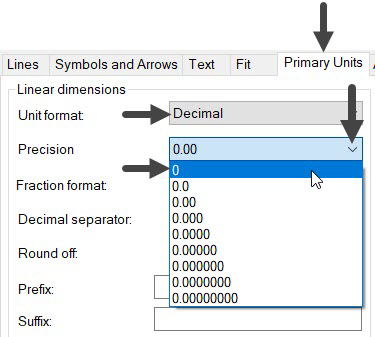 Lines Symbols and Arrows Text Fit Primary Units
Linear dimensions
Unit format: Decimal
Precision 0.00
0
Fraction format: 0.0
0.00
Decimal separator: 0.000
0.0000
Round off: 0.00000
0.000000
Prefix: 0.0000000
0.00000000
Suffix: